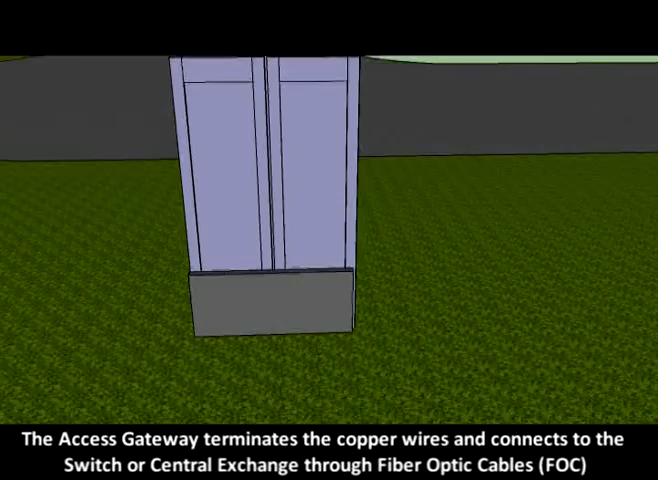 The Access Gateway terminates the copper wires and connects to the
Switch or Central Exchange through Fiber Optic Cables (FOC)